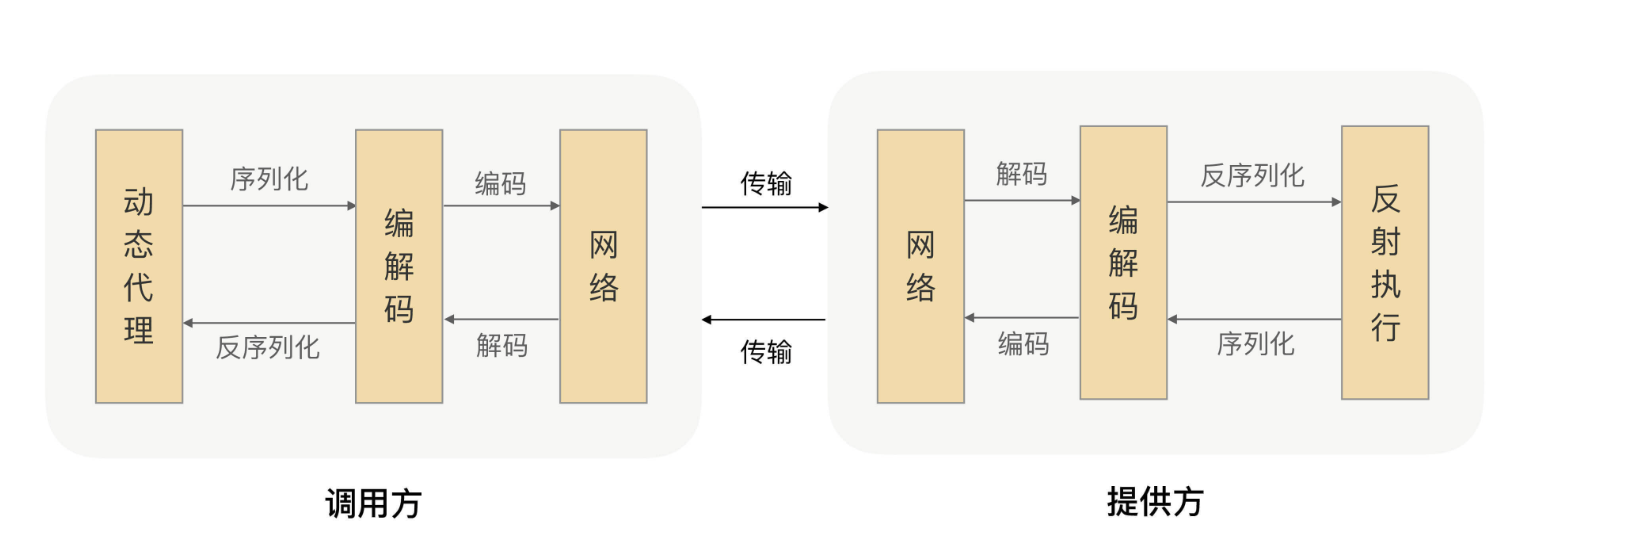 动态代理
序列化
反序列化
编解码
编码
解码
网络
传输
传输
网络
解码
编码
编解码
反序列化
序列化
反射执行
调用方
提供方